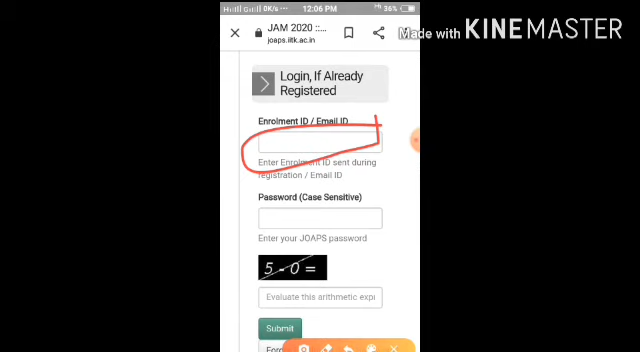 0K/s ... 12:06 PM 36%
JAM 2020 ::...
joaps.iitk.ac.in
Made with KINEMASTER
Login, If Already
Registered
Enrolment ID / Email ID
Enter Enrolment ID sent during
registration / Email ID
Password (Case Sensitive)
Enter your JOAPS password
5 - 0 =
Evaluate this arithmetic expi
Submit